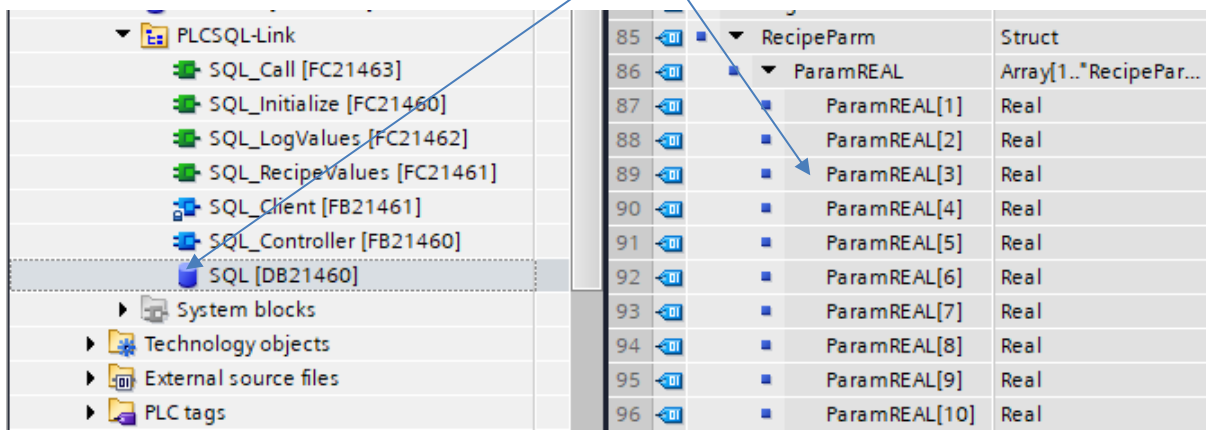 PLCSQL-Link
SQL_Call [FC21463]
SQL_Initialize [FC21460]
SQL_LogValues [FC21462]
SQL_RecipeValues [FC21461]
SQL_Client [FB21461]
SQL_Controller [FB21460]
SQL [DB21460]
System blocks
Technology objects
External source files
PLC tags
85 RecipeParm Struct
86 ParamREAL Array[1.."RecipePar...
87 ParamREAL[1] Real
88 ParamREAL[2] Real
89 ParamREAL[3] Real
90 ParamREAL[4] Real
91 ParamREAL[5] Real
92 ParamREAL[6] Real
93 ParamREAL[7] Real
94 ParamREAL[8] Real
95 ParamREAL[9] Real
96 ParamREAL[10] Real